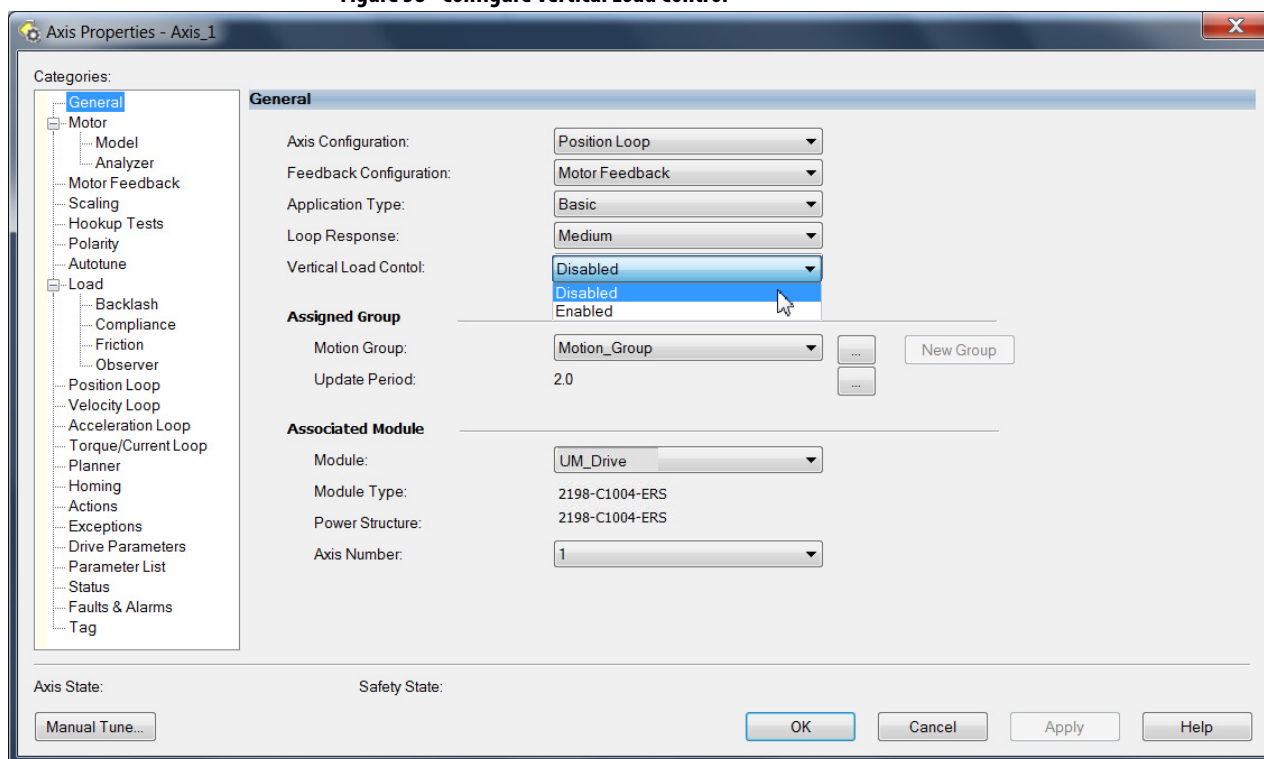 Axis Properties - Axis_1
X
Categories:
General
Motor
Model
Analyzer
Motor Feedback
Scaling
Hookup Tests
Polarity
Autotune
Load
Backlash
Compliance
Friction
Observer
Position Loop
Velocity Loop
Acceleration Loop
Torque/Current Loop
Planner
Homing
Actions
Exceptions
Drive Parameters
Parameter List
Status
Faults & Alarms
Tag
General
Axis Configuration: Position Loop
Feedback Configuration: Motor Feedback
Application Type: Basic
Loop Response: Medium
Vertical Load Contol: Disabled
Disabled
Enabled
Assigned Group
Motion Group: Motion_Group ... New Group
Update Period: 2.0 ...
Associated Module
Module: UM_Drive
Module Type: 2198-C1004-ERS
Power Structure: 2198-C1004-ERS
Axis Number: 1
Axis State: Safety State:
Manual Tune... OK Cancel Apply Help